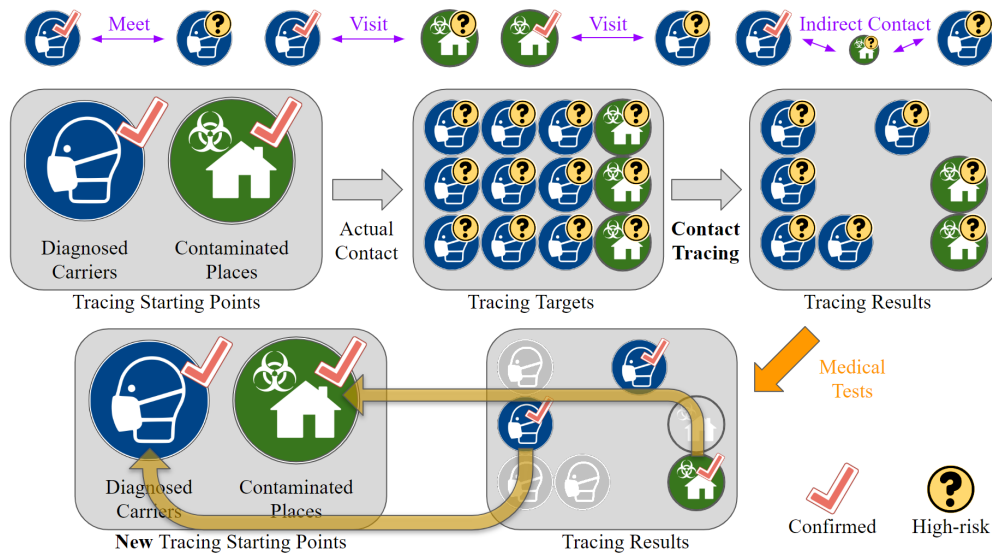 Meet
Visit
Visit
Indirect Contact
Diagnosed
Carriers
Contaminated
Places
Tracing Starting Points
Actual
Contact
Tracing Targets
Contact
Tracing
Tracing Results
Medical
Tests
Diagnosed
Carriers
Contaminated
Places
New Tracing Starting Points
Tracing Results
Confirmed
High-risk